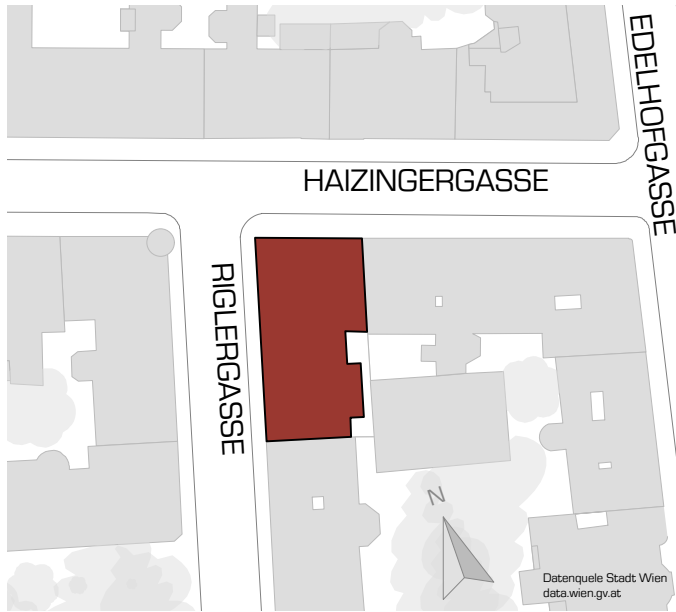 EDELHOFGASSE
HAIZINGERGASSE
RIGLERGASSE
N
Datenquele Stadt Wien
data.wien.gv.at